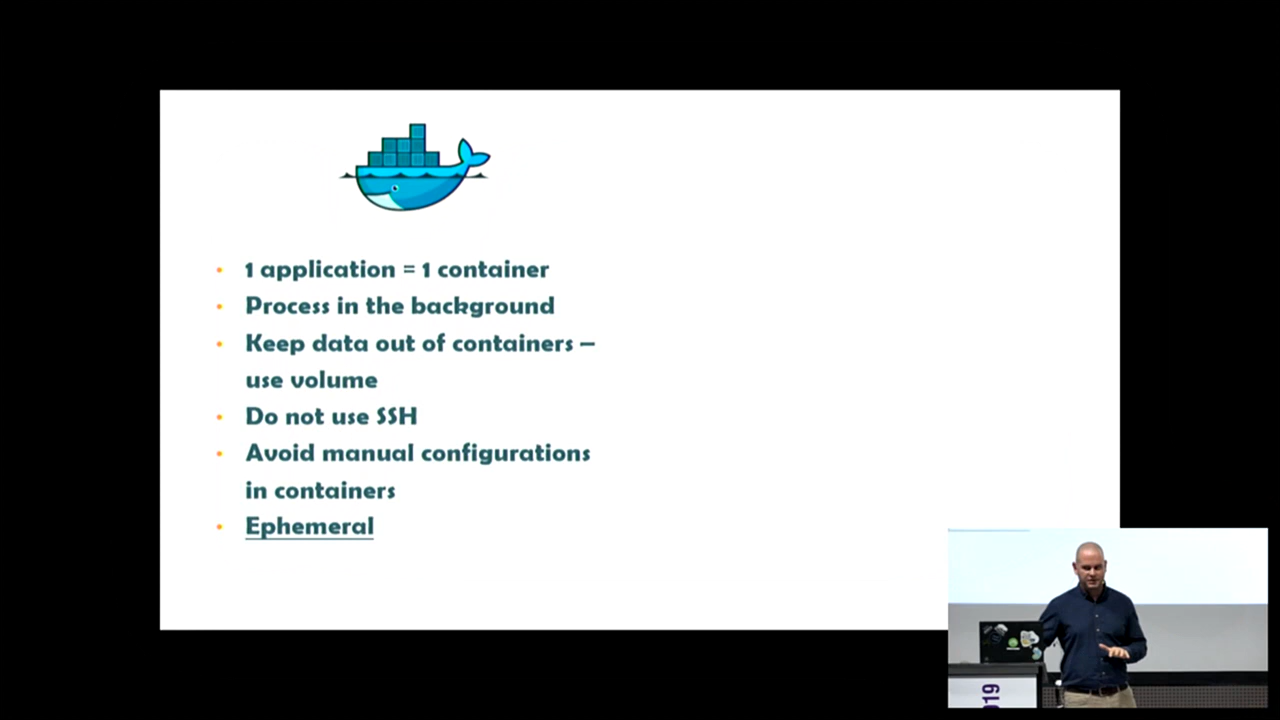 1 application = 1 container
Process in the background
Keep data out of containers –
use volume
Do not use SSH
Avoid manual configurations
in containers
Ephemeral
019